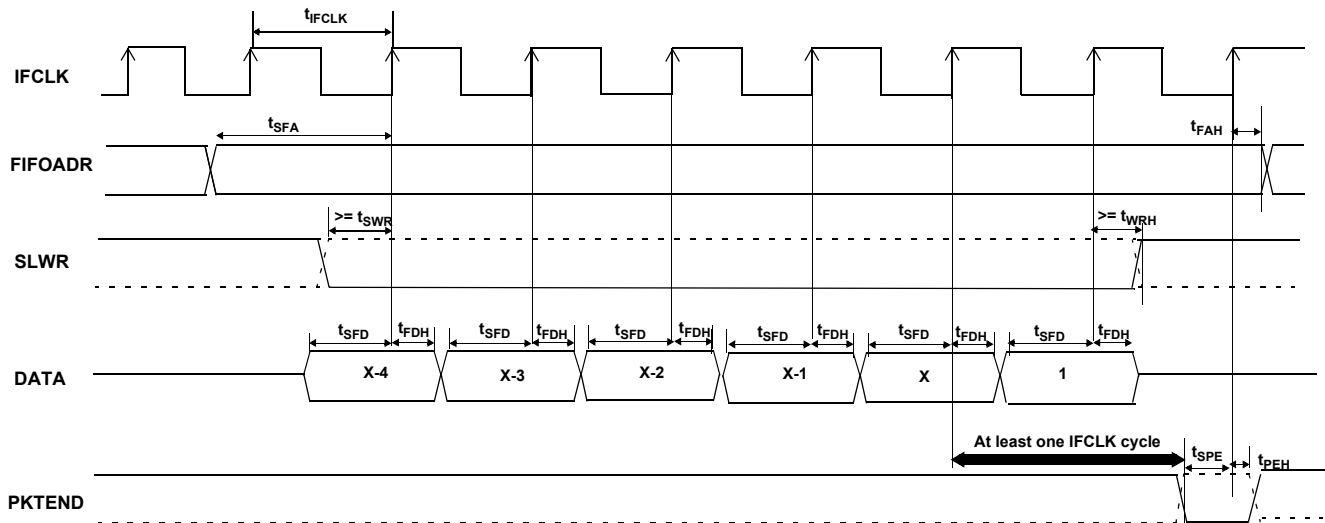 tIFCLK
IFCLK
tSFA
tFAH
FIFOADR
>= tSWR
>= tWRH
SLWR
tSFD tFDH tSFD tFDH tSFD tFDH tSFD tFDH tSFD tFDH tSFD tFDH
DATA X-4 X-3 X-2 X-1 X 1
At least one IFCLK cycle
tSPE
tPEH
PKTEND